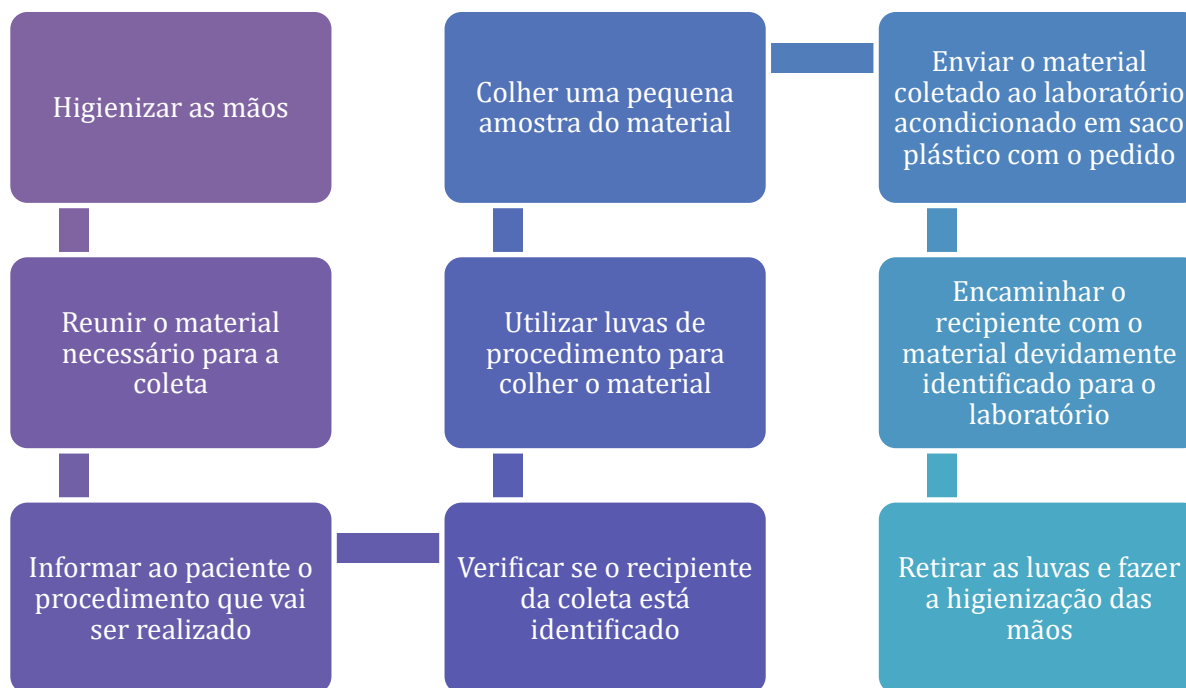 Higienizar as mãos
Reunir o material
necessário para a
coleta
Informar ao paciente o
procedimento que vai
ser realizado
Verificar se o recipiente
da coleta está
identificado
Utilizar luvas de
procedimento para
colher o material
Colher uma pequena
amostra do material
Enviar o material
coletado ao laboratório
acondicionado em saco
plástico com o pedido
Encaminhar o
recipiente com o
material devidamente
identificado para o
laboratório
Retirar as luvas e fazer
a higienização das
mãos